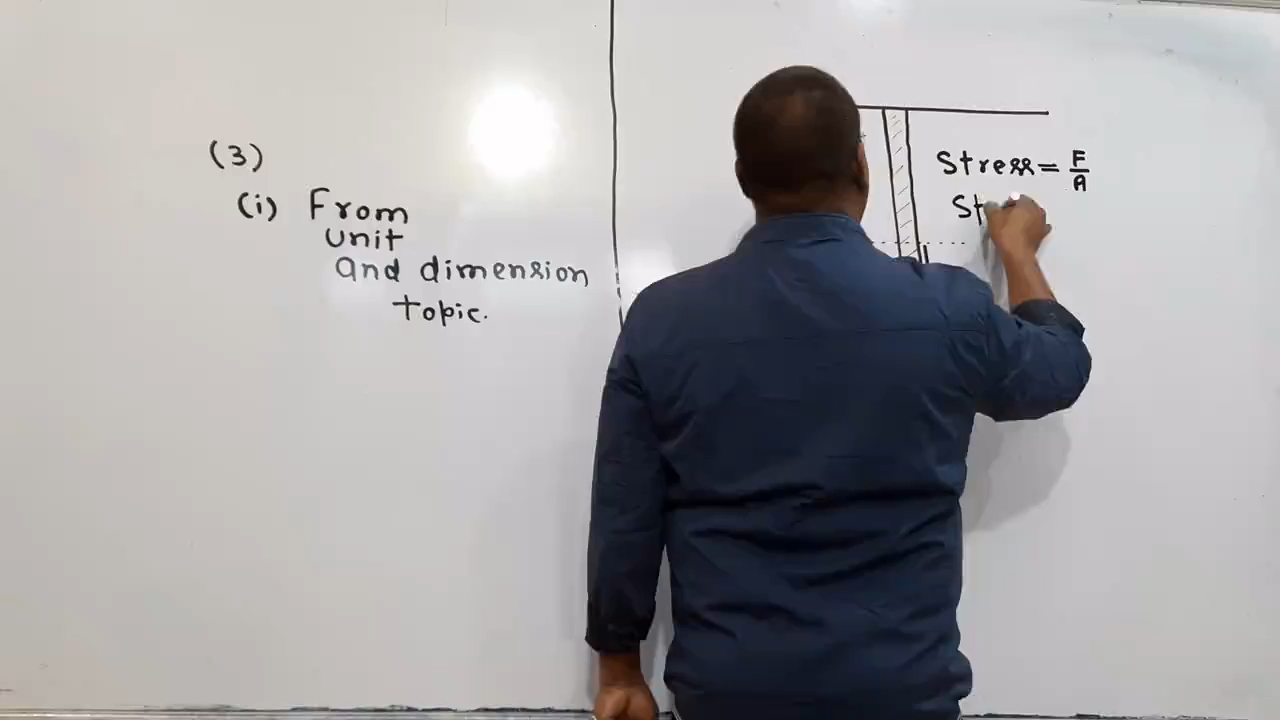 (3)
(i) From
unit
and dimension
topic.
Stress = F/A
St